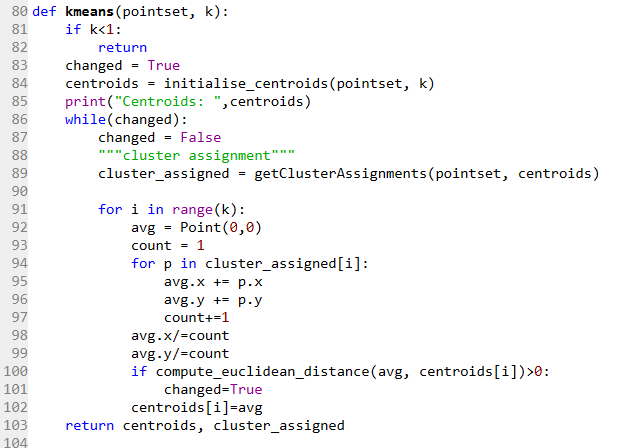 80 def kmeans(pointset, k):
81     if k<1:
82         return
83     changed = True
84     centroids = initialise_centroids(pointset, k)
85     print("Centroids: ",centroids)
86     while(changed):
87         changed = False
88         """cluster assignment"""
89         cluster_assigned = getClusterAssignments(pointset, centroids)
90
91         for i in range(k):
92             avg = Point(0,0)
93             count = 1
94             for p in cluster_assigned[i]:
95                 avg.x += p.x
96                 avg.y += p.y
97                 count+=1
98             avg.x/=count
99             avg.y/=count
100             if compute_euclidean_distance(avg, centroids[i])>0:
101                 changed=True
102             centroids[i]=avg
103     return centroids, cluster_assigned
104